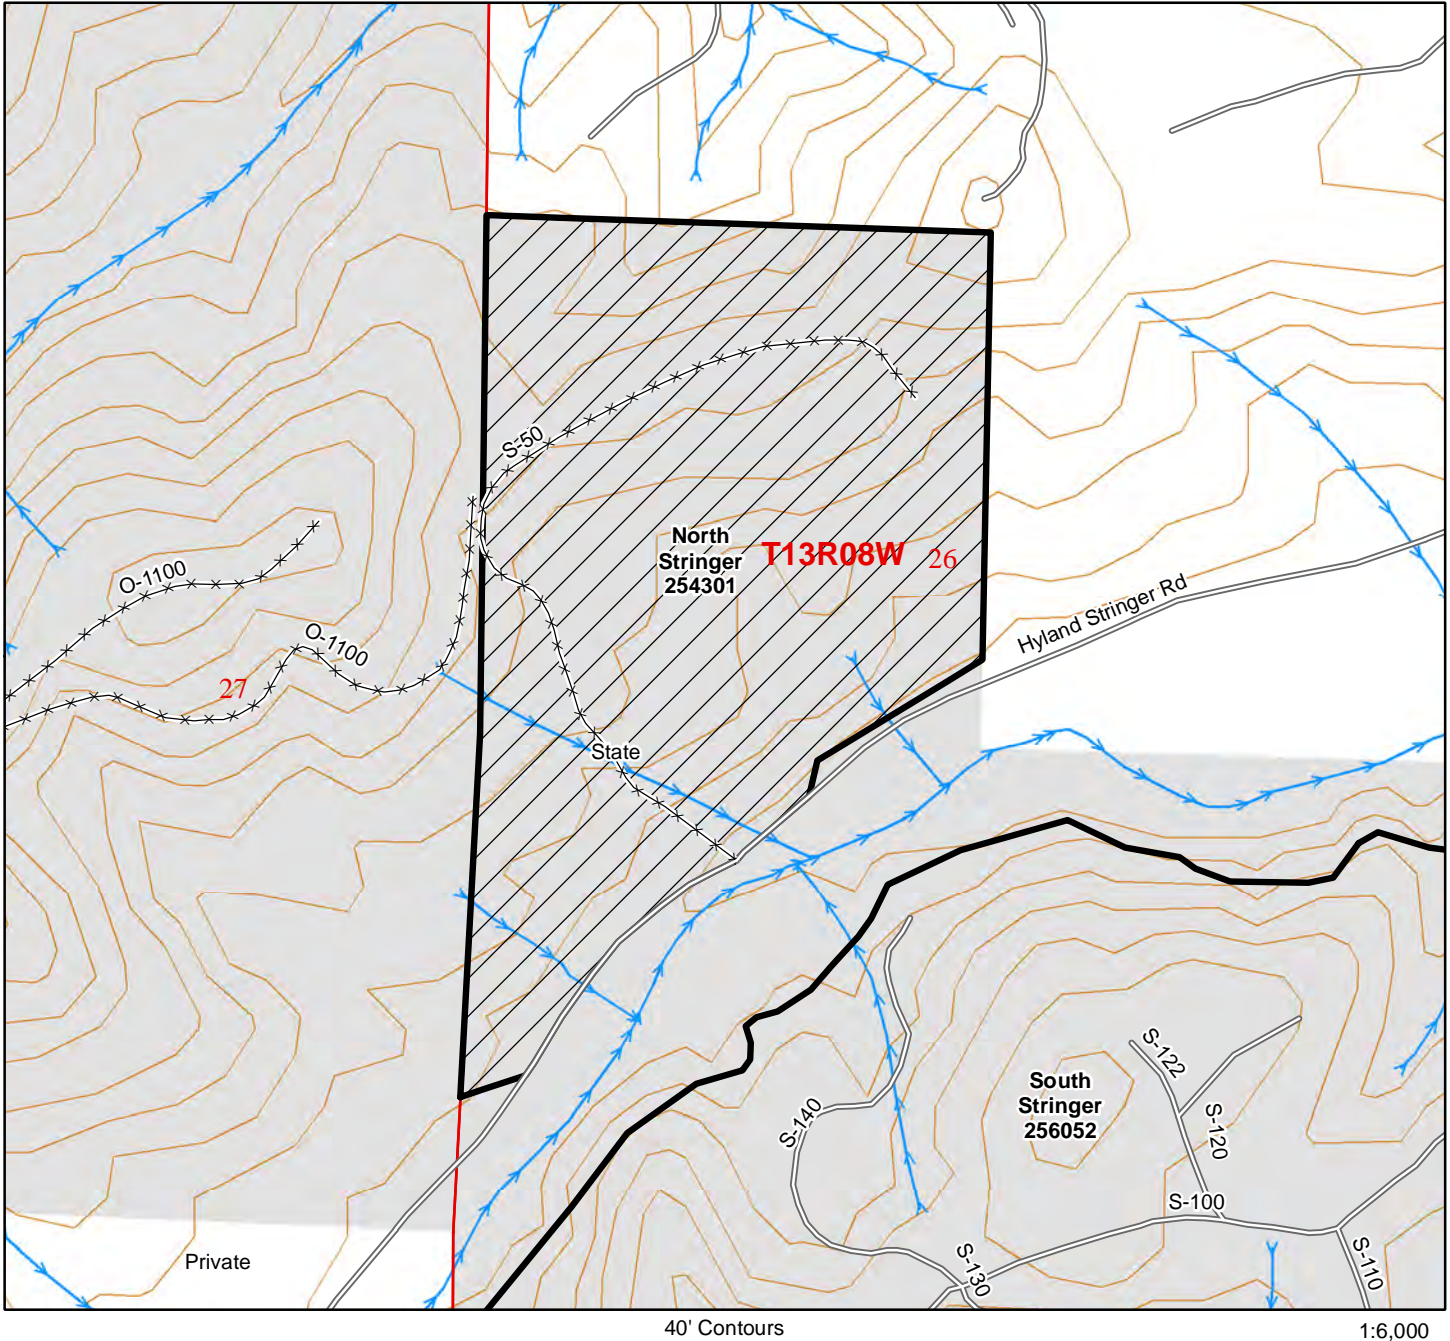 S-50
North
Stringer
254301
T13R08W
26
O-1100
O-1100
Hyland Stringer Rd
27
State
S-122
South
Stringer
256052
S-140
S-120
S-100
S-130
S-110
Private
40' Contours
1:6,000